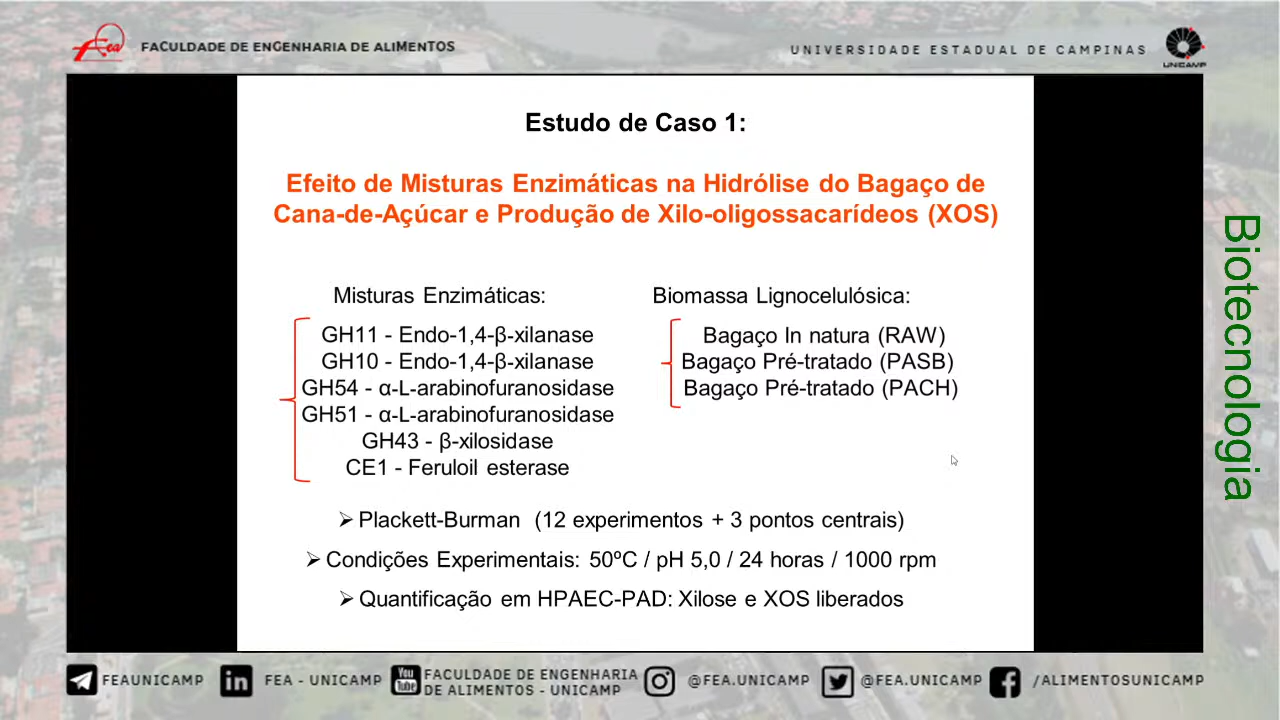 Fea
FACULDADE DE ENGENHARIA DE ALIMENTOS
UNIVERSIDADE ESTADUAL DE CAMPINAS
UNICAMP
Estudo de Caso 1:
Efeito de Misturas Enzimáticas na Hidrólise do Bagaço de
Cana-de-Açúcar e Produção de Xilo-oligossacarídeos (XOS)
Misturas Enzimáticas:
GH11 - Endo-1,4-β-xilanase
GH10 - Endo-1,4-β-xilanase
GH54 - α-L-arabinofuranosidase
GH51 - α-L-arabinofuranosidase
GH43 - β-xilosidase
CE1 - Feruloil esterase
Biomassa Lignocelulósica:
Bagaço In natura (RAW)
Bagaço Pré-tratado (PASB)
Bagaço Pré-tratado (PACH)
➢ Plackett-Burman (12 experimentos + 3 pontos centrais)
➢ Condições Experimentais: 50ºC / pH 5,0 / 24 horas / 1000 rpm
➢ Quantificação em HPAEC-PAD: Xilose e XOS liberados
Biotecnologia
FEAUNICAMP
in
FEA - UNICAMP
You
Tube
FACULDADE DE ENGENHARIA
DE ALIMENTOS - UNICAMP
@FEA.UNICAMP
@FEA.UNICAMP
/ALIMENTOSUNICAMP